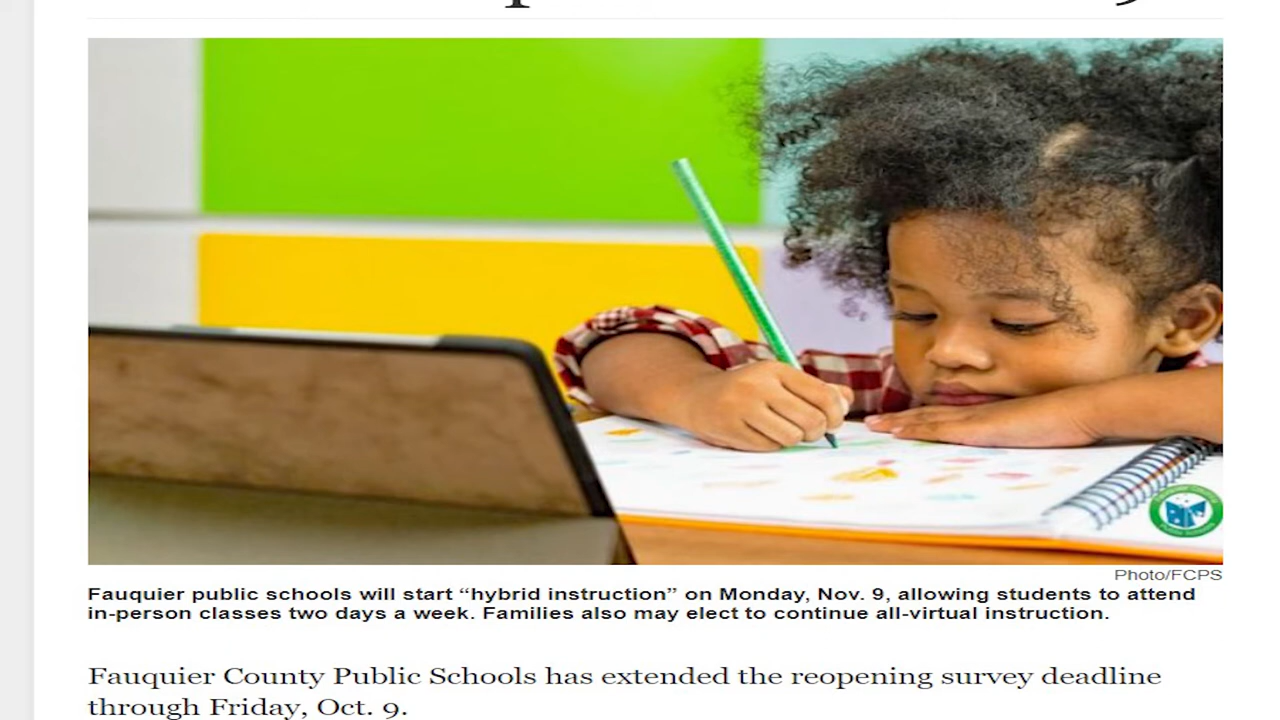 Photo/FCPS
Fauquier public schools will start “hybrid instruction” on Monday, Nov. 9, allowing students to attend
in-person classes two days a week. Families also may elect to continue all-virtual instruction.
Fauquier County Public Schools has extended the reopening survey deadline
through Friday, Oct. 9.